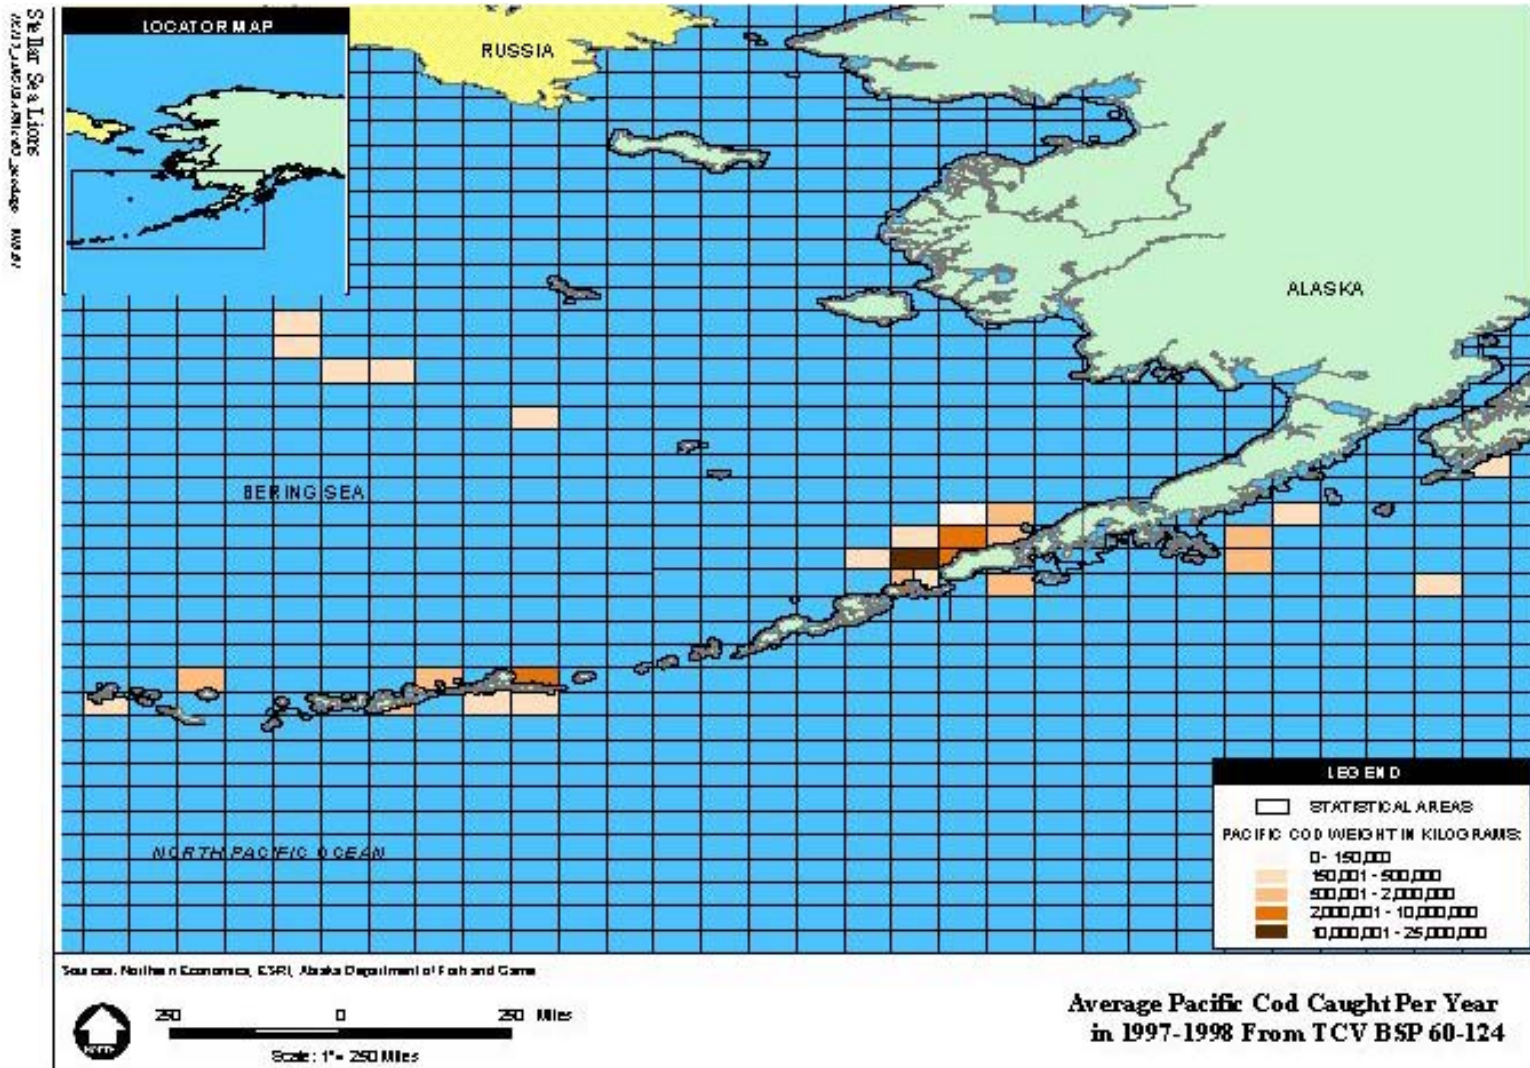 Stellar Sea Lions
LOCATOR MAP
RUSSIA
ALASKA
BERING SEA
NORTH PACIFIC OCEAN
LEGEND
STATISTICAL AREAS
PACIFIC COD WEIGHT IN KILOGRAMS:
0 - 150,000
150,001 - 500,000
500,001 - 2,000,000
2,000,001 - 10,000,000
10,000,001 - 25,000,000
Sources: Northern Economics, ESRI, Alaska Department of Fish and Game
250 0 250 Miles
Scale: 1" = 250 Miles
Average Pacific Cod Caught Per Year
in 1997-1998 From TCV BSP 60-124